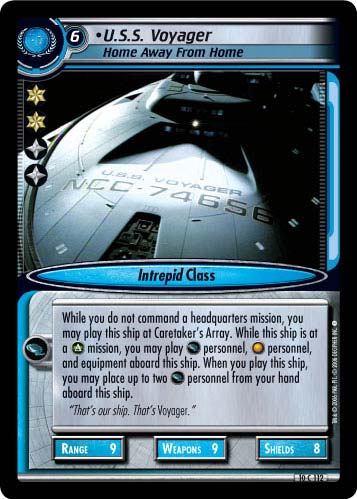 6
•U.S.S. Voyager
Home Away From Home
U.S.S. VOYAGER
NCC-74656
Intrepid Class
While you do not command a headquarters mission, you
may play this ship at Caretaker's Array. While this ship is
at a mission, you may play personnel, personnel,
and equipment aboard this ship. When you play this ship,
you may place up to two personnel from your hand
aboard this ship.
"That's our ship. That's Voyager."
RANGE 9
WEAPONS 9
SHIELDS 8
10 C 112